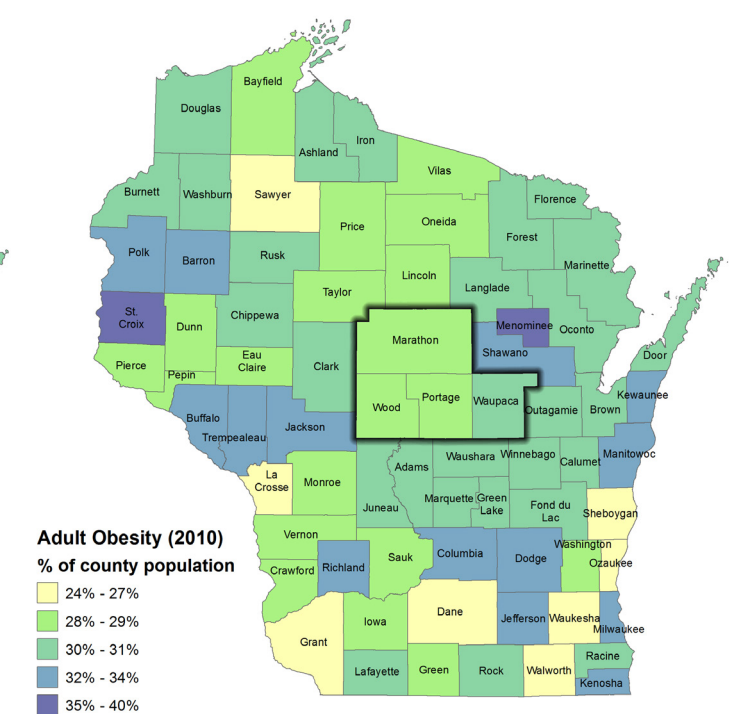 Bayfield
Douglas
Iron
Ashland
Vilas
Burnett
Washburn
Sawyer
Florence
Oneida
Price
Forest
Polk
Barron
Rusk
Marinette
Lincoln
Langlade
Taylor
St.
Croix
Chippewa
Dunn
Menominee
Oconto
Marathon
Shawano
Eau
Claire
Door
Pierce
Clark
Pepin
Kewaunee
Portage
Waupaca
Wood
Outagamie
Brown
Buffalo
Jackson
Trempealeau
Manitowoc
Waushara
Winnebago
Calumet
Adams
La
Crosse
Monroe
Marquette
Green
Lake
Juneau
Fond du
Lac
Sheboygan
Vernon
Adult Obesity (2010)
Washington
Columbia
Dodge
Sauk
Ozaukee
% of county population
Crawford
Richland
24% - 27%
Dane
Jefferson
Waukesha
28% - 29%
Iowa
Milwaukee
Grant
30% - 31%
Racine
Lafayette
Green
Rock
Walworth
32% - 34%
Kenosha
35% - 40%